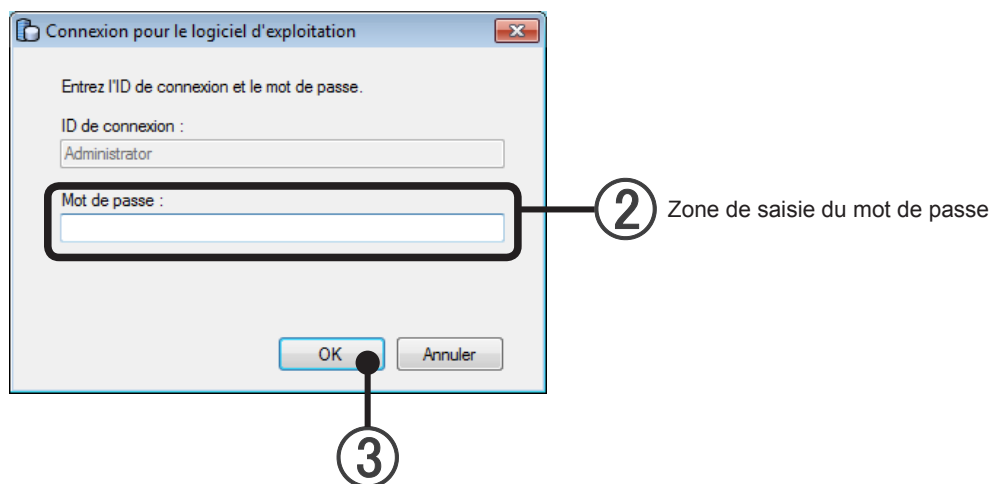 Connexion pour le logiciel d'exploitation
Entrez l'ID de connexion et le mot de passe.
ID de connexion :
Administrator
Mot de passe :
2 Zone de saisie du mot de passe
OK Annuler
3